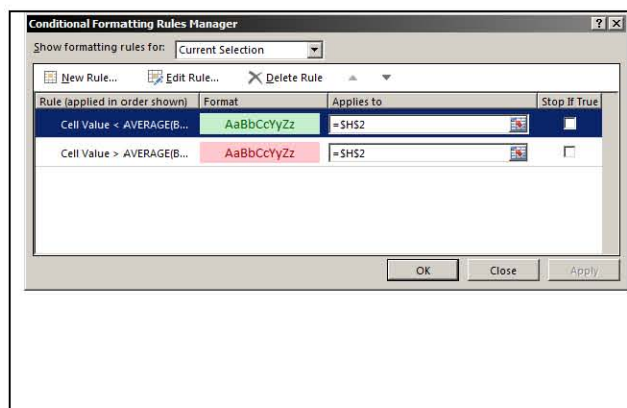 Conditional Formatting Rules Manager
Show formatting rules for: Current Selection
New Rule... Edit Rule... Delete Rule
Rule (applied in order shown) Format Applies to Stop If True
Cell Value < AVERAGE(B... AaBbCcYyZz =$H$2
Cell Value > AVERAGE(B... AaBbCcYyZz =$H$2
OK Close Apply